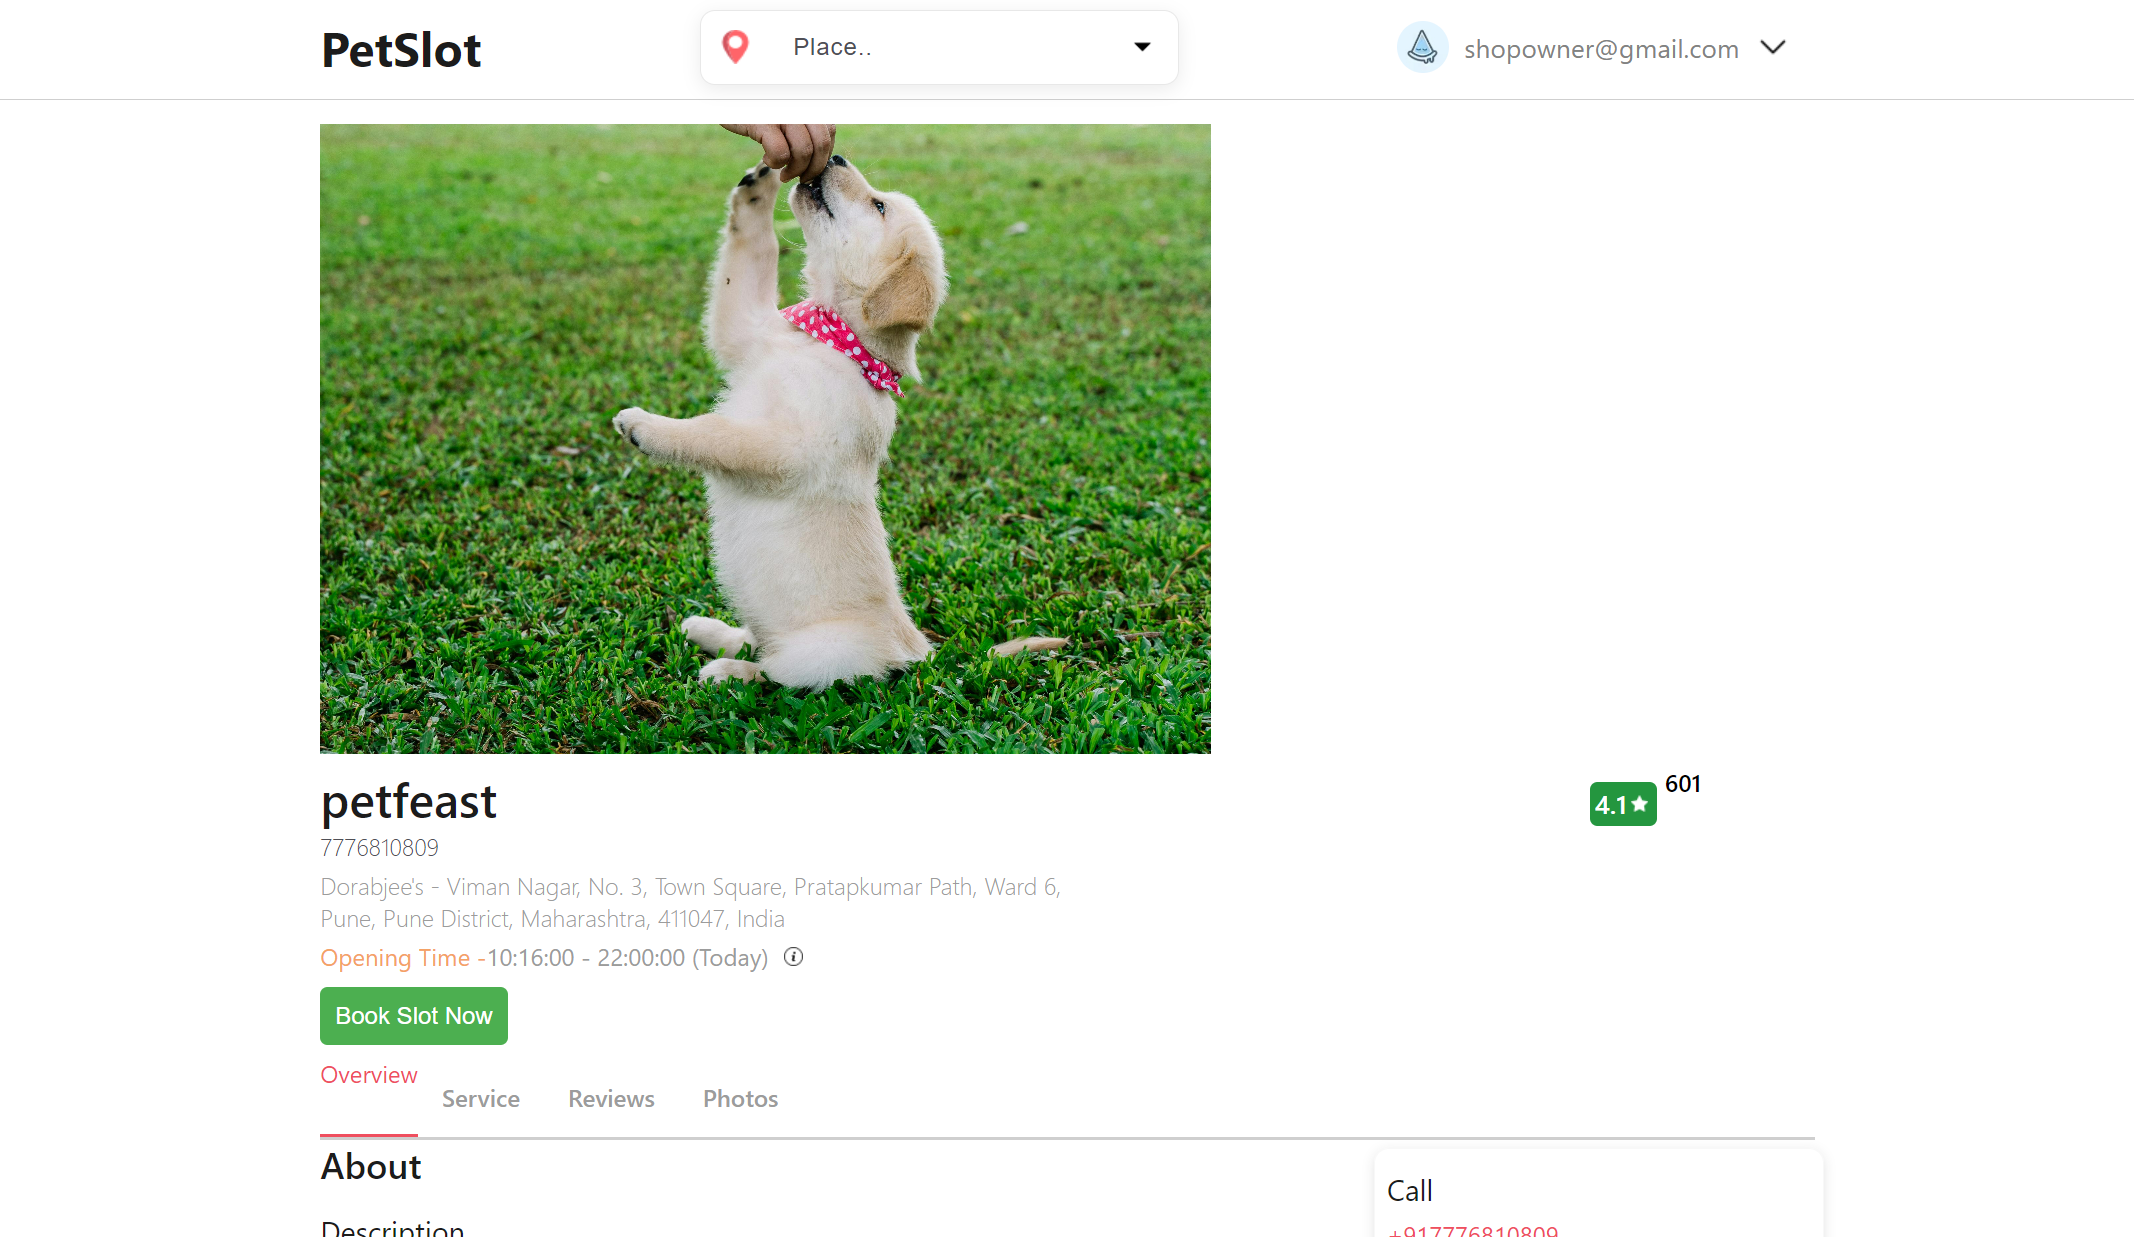 PetSlot
Place..
shopowner@gmail.com
petfeast
4.1
601
7776810809
Dorabjee's - Viman Nagar, No. 3, Town Square, Pratapkumar Path, Ward 6,
Pune, Pune District, Maharashtra, 411047, India
Opening Time -10:16:00 - 22:00:00 (Today)
Book Slot Now
Overview
Service
Reviews
Photos
About
Call
Description
+917776810809